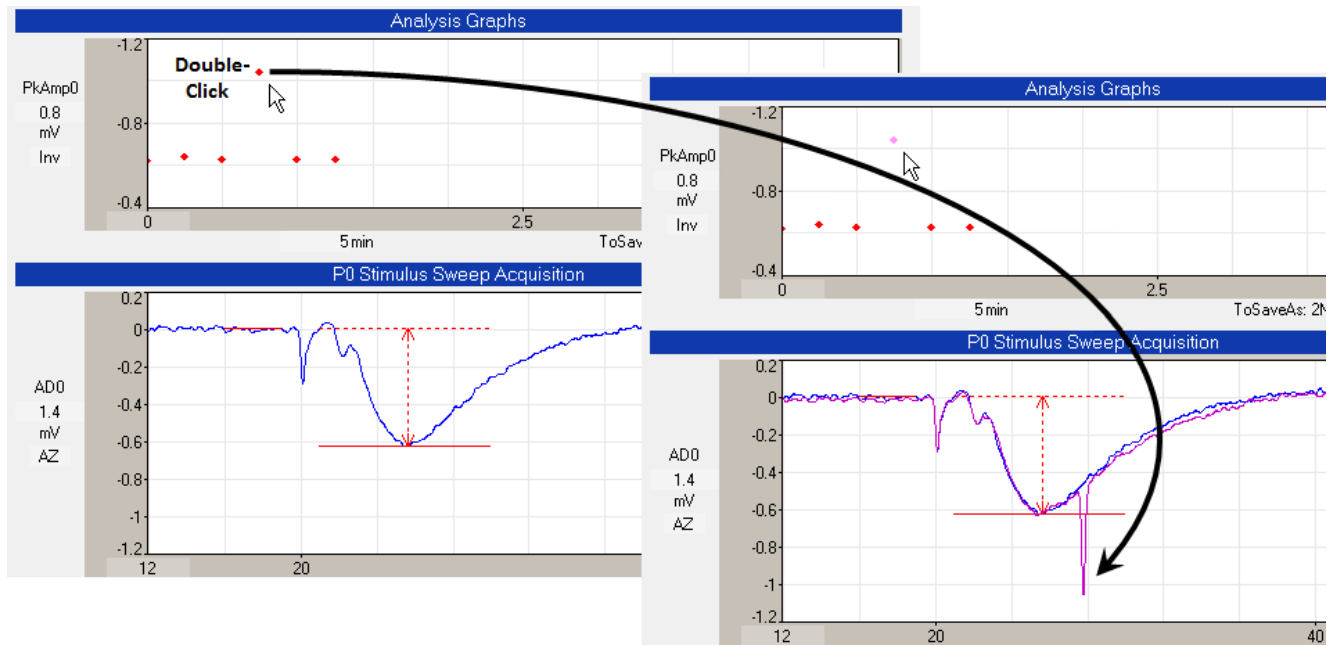 Analysis Graphs
-1.2
Double-
Click
PkAmp0
0.8
mV
Inv
-0.8
-0.4
0
2.5
5 min
ToSav
P0 Stimulus Sweep Acquisition
0.2
0
-0.2
-0.4
-0.6
-0.8
-1
-1.2
AD0
1.4
mV
AZ
12
20
Analysis Graphs
-1.2
PkAmp0
0.8
mV
Inv
-0.8
-0.4
0
2.5
5 min
ToSaveAs: 2M
P0 Stimulus Sweep Acquisition
0.2
0
-0.2
-0.4
-0.6
-0.8
-1
-1.2
AD0
1.4
mV
AZ
12
20
40